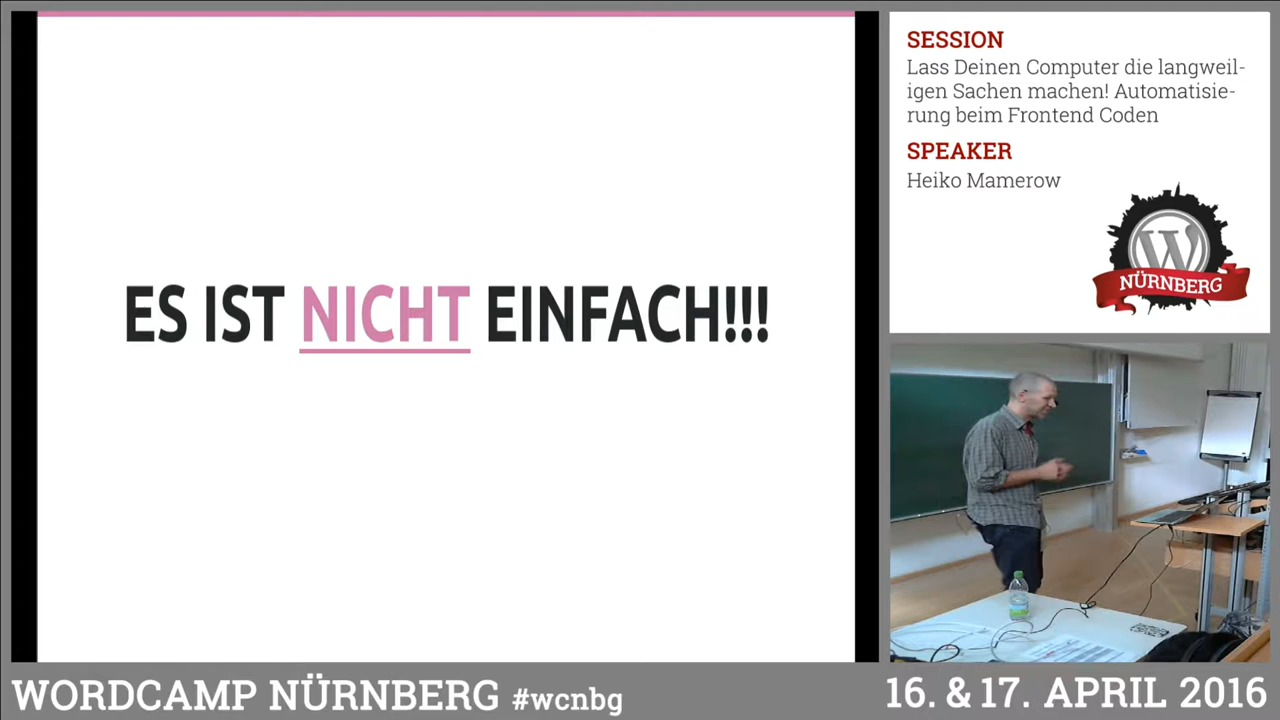 ES IST NICHT EINFACH!!!
SESSION
Lass Deinen Computer die langweil-
igen Sachen machen! Automatisie-
rung beim Frontend Coden
SPEAKER
Heiko Mamerow
W
NÜRNBERG
WORDCAMP NÜRNBERG #wcnbg
16. & 17. APRIL 2016